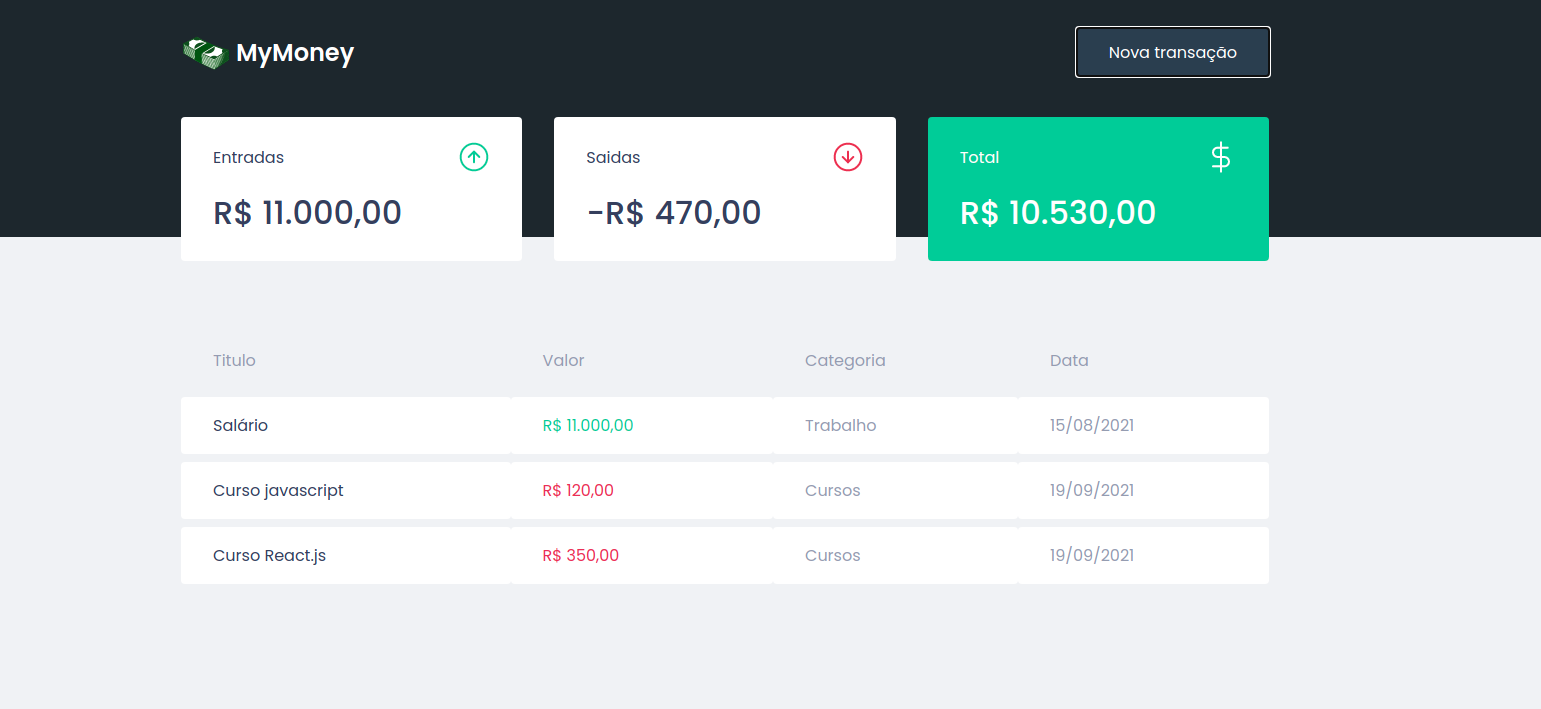 MyMoney
Nova transação
Entradas
R$ 11.000,00
Saidas
-R$ 470,00
Total
$
R$ 10.530,00
Titulo Valor Categoria Data
Salário R$ 11.000,00 Trabalho 15/08/2021
Curso javascript R$ 120,00 Cursos 19/09/2021
Curso React.js R$ 350,00 Cursos 19/09/2021